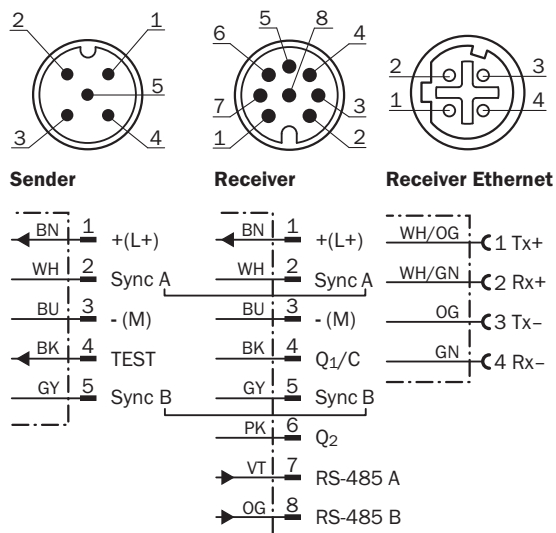 2 1
5
3 4
5 8
6 4
7 3
1 2
2 3
1 4
Sender Receiver Receiver Ethernet
BN 1 +(L+)
WH 2 Sync A
BU 3 - (M)
BK 4 TEST
GY 5 Sync B
BN 1 +(L+)
WH 2 Sync A
BU 3 - (M)
BK 4 Q1/C
GY 5 Sync B
PK 6 Q2
VT 7 RS-485 A
OG 8 RS-485 B
WH/OG 1 Tx+
WH/GN 2 Rx+
OG 3 Tx–
GN 4 Rx–